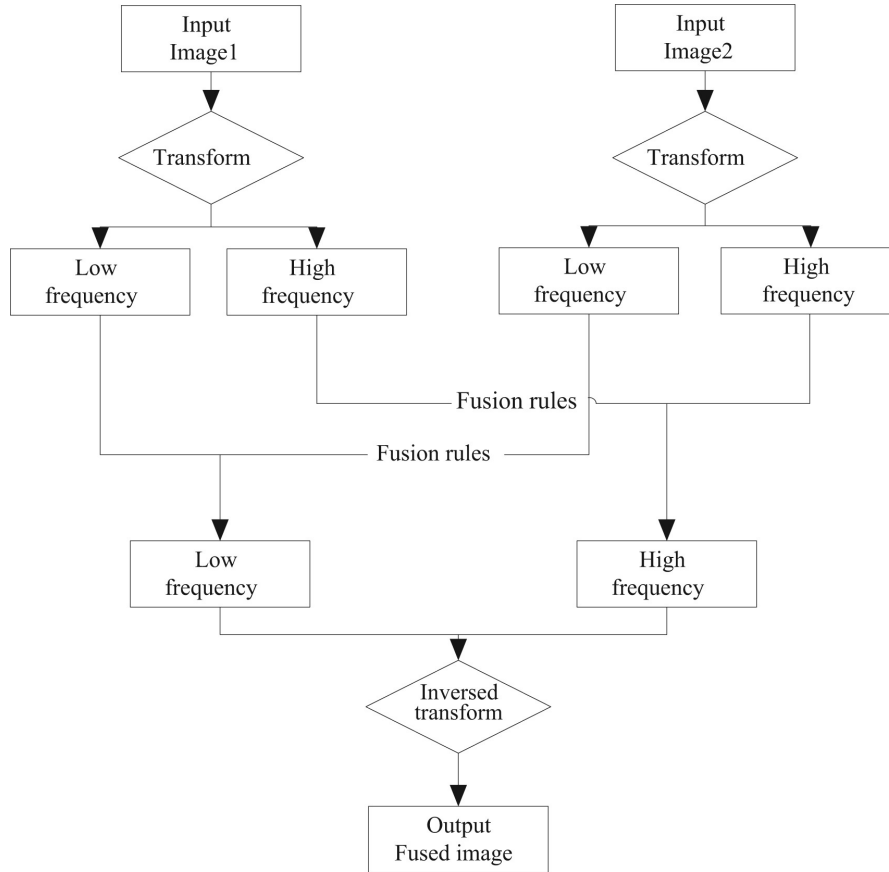 Input
Image1
Input
Image2
Transform
Transform
Low
frequency
High
frequency
Low
frequency
High
frequency
Fusion rules
Fusion rules
Low
frequency
High
frequency
Inversed
transform
Output
Fused image